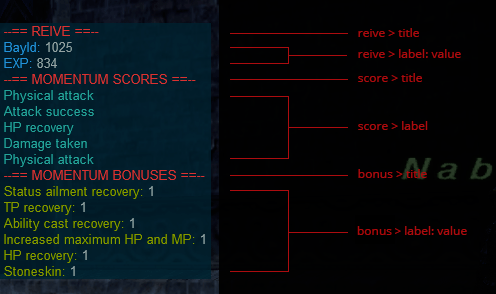 --== REIVE ==--
Bayld: 1025
EXP: 834
--== MOMENTUM SCORES ==--
Physical attack
Attack success
HP recovery
Damage taken
Physical attack
--== MOMENTUM BONUSES ==--
Status ailment recovery: 1
TP recovery: 1
Ability cast recovery: 1
Increased maximum HP and MP: 1
HP recovery: 1
Stoneskin: 1
reive > title
reive > label: value
score > title
score > label
bonus > title
bonus > label: value
Nab